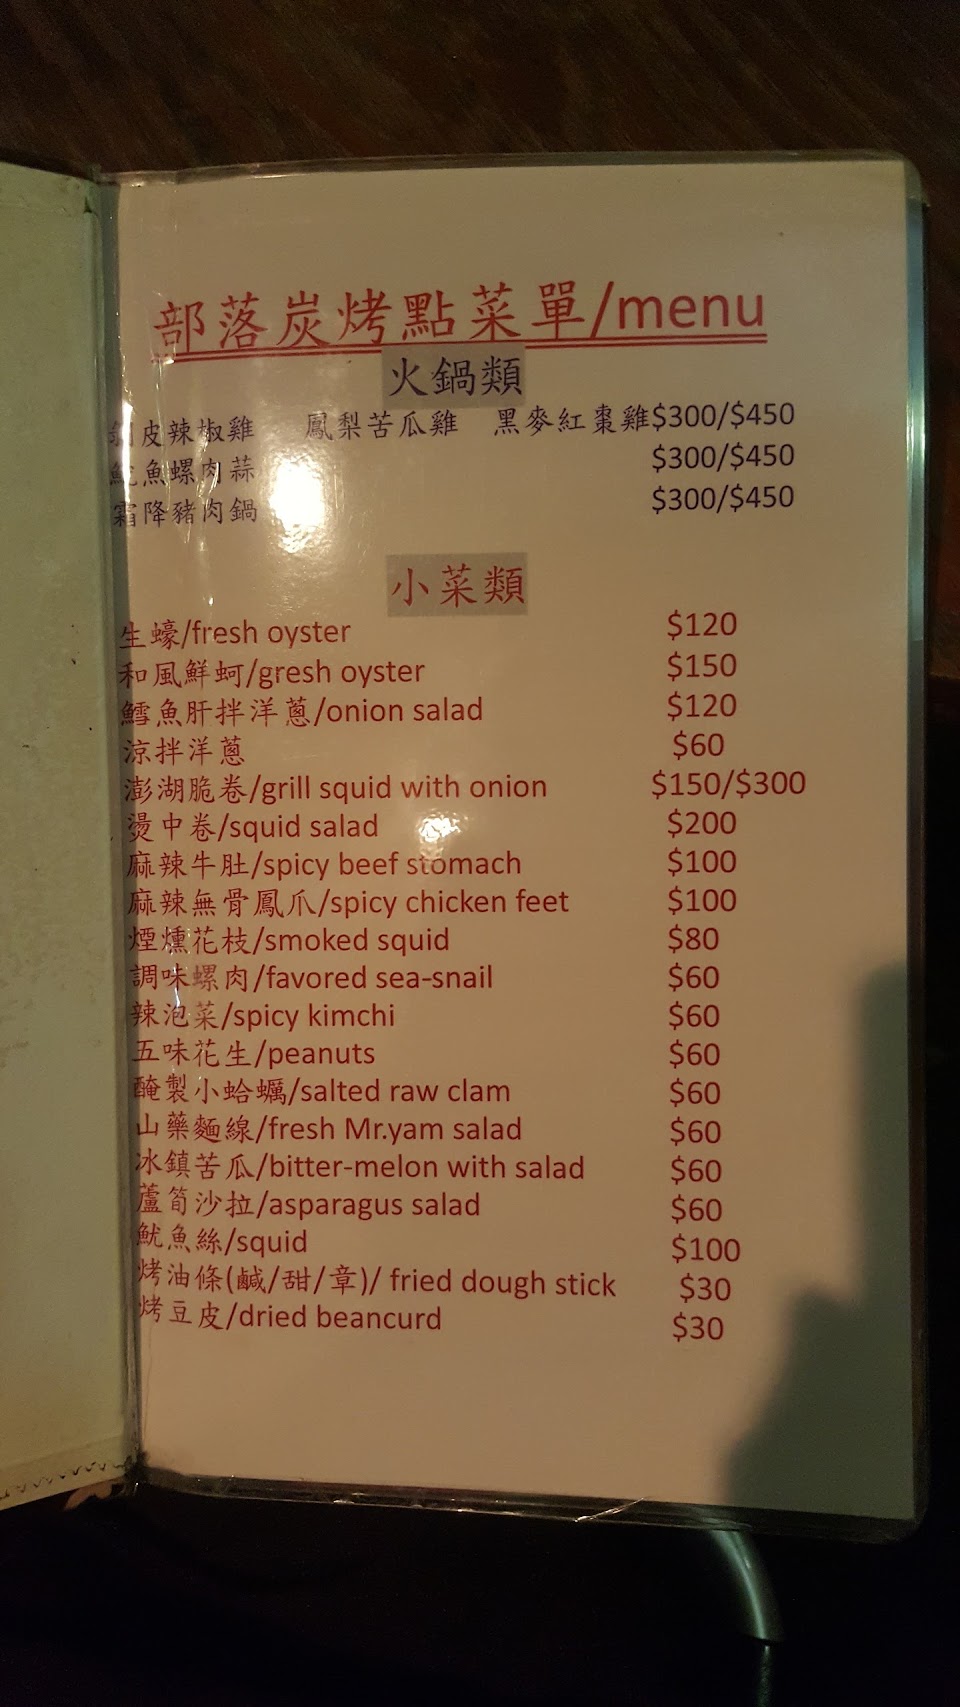 部落炭烤點菜單/menu
火鍋類
剝皮辣椒雞 鳳梨苦瓜雞 黑麥紅棗雞$300/$450
魷魚螺肉蒜 $300/$450
霜降豬肉鍋 $300/$450
小菜類
生蠔/fresh oyster $120
和風鮮蚵/gresh oyster $150
鱈魚肝拌洋蔥/onion salad $120
涼拌洋蔥 $60
澎湖脆卷/grill squid with onion $150/$300
燙中卷/squid salad $200
麻辣牛肚/spicy beef stomach $100
麻辣無骨鳳爪/spicy chicken feet $100
煙燻花枝/smoked squid $80
調味螺肉/favored sea-snail $60
辣泡菜/spicy kimchi $60
五味花生/peanuts $60
醃製小蛤蠣/salted raw clam $60
山藥麵線/fresh Mr.yam salad $60
冰鎮苦瓜/bitter-melon with salad $60
蘆筍沙拉/asparagus salad $60
魷魚絲/squid $100
烤油條(鹹/甜/章)/ fried dough stick $30
烤豆皮/dried beancurd $30